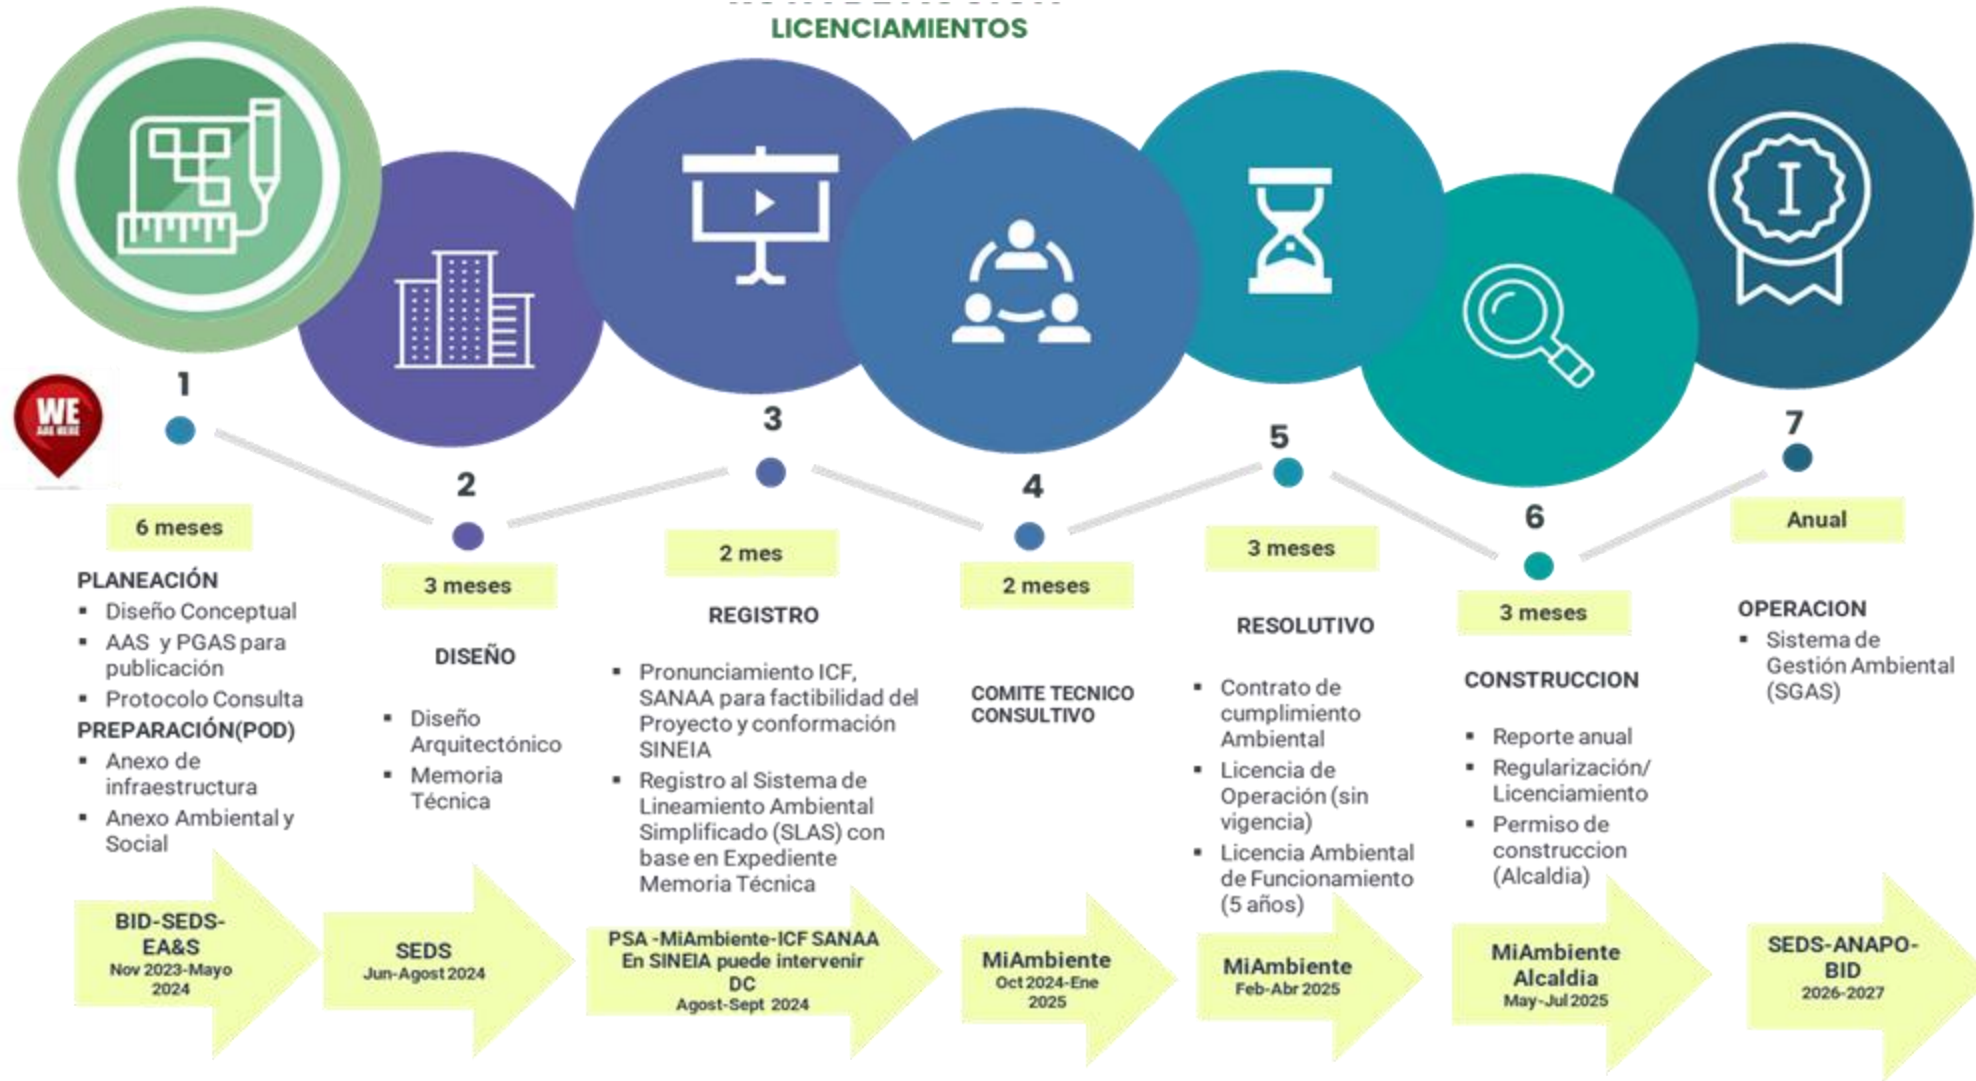 LICENCIAMIENTOS
WE
ARE HERE
1
6 meses
PLANEACIÓN
▪ Diseño Conceptual
▪ AAS y PGAS para
publicación
▪ Protocolo Consulta
PREPARACIÓN(POD)
▪ Anexo de
infraestructura
▪ Anexo Ambiental y
Social
BID-SEDS-
EA&S
Nov 2023-Mayo
2024
2
3 meses
DISEÑO
▪ Diseño
Arquitectónico
▪ Memoria
Técnica
SEDS
Jun-Agost 2024
3
2 mes
REGISTRO
▪ Pronunciamiento ICF,
SANAA para factibilidad del
Proyecto y conformación
SINEIA
▪ Registro al Sistema de
Lineamiento Ambiental
Simplificado (SLAS) con
base en Expediente
Memoria Técnica
PSA -MiAmbiente-ICF SANAA
En SINEIA puede intervenir
DC
Agost-Sept 2024
4
2 meses
COMITE TECNICO
CONSULTIVO
MiAmbiente
Oct 2024-Ene
2025
5
3 meses
RESOLUTIVO
▪ Contrato de
cumplimiento
Ambiental
▪ Licencia de
Operación (sin
vigencia)
▪ Licencia Ambiental
de Funcionamiento
(5 años)
MiAmbiente
Feb-Abr 2025
6
3 meses
CONSTRUCCION
▪ Reporte anual
▪ Regularización/
Licenciamiento
▪ Permiso de
construccion
(Alcaldia)
MiAmbiente
Alcaldia
May-Jul 2025
7
Anual
OPERACION
▪ Sistema de
Gestión Ambiental
(SGAS)
SEDS-ANAPO-
BID
2026-2027